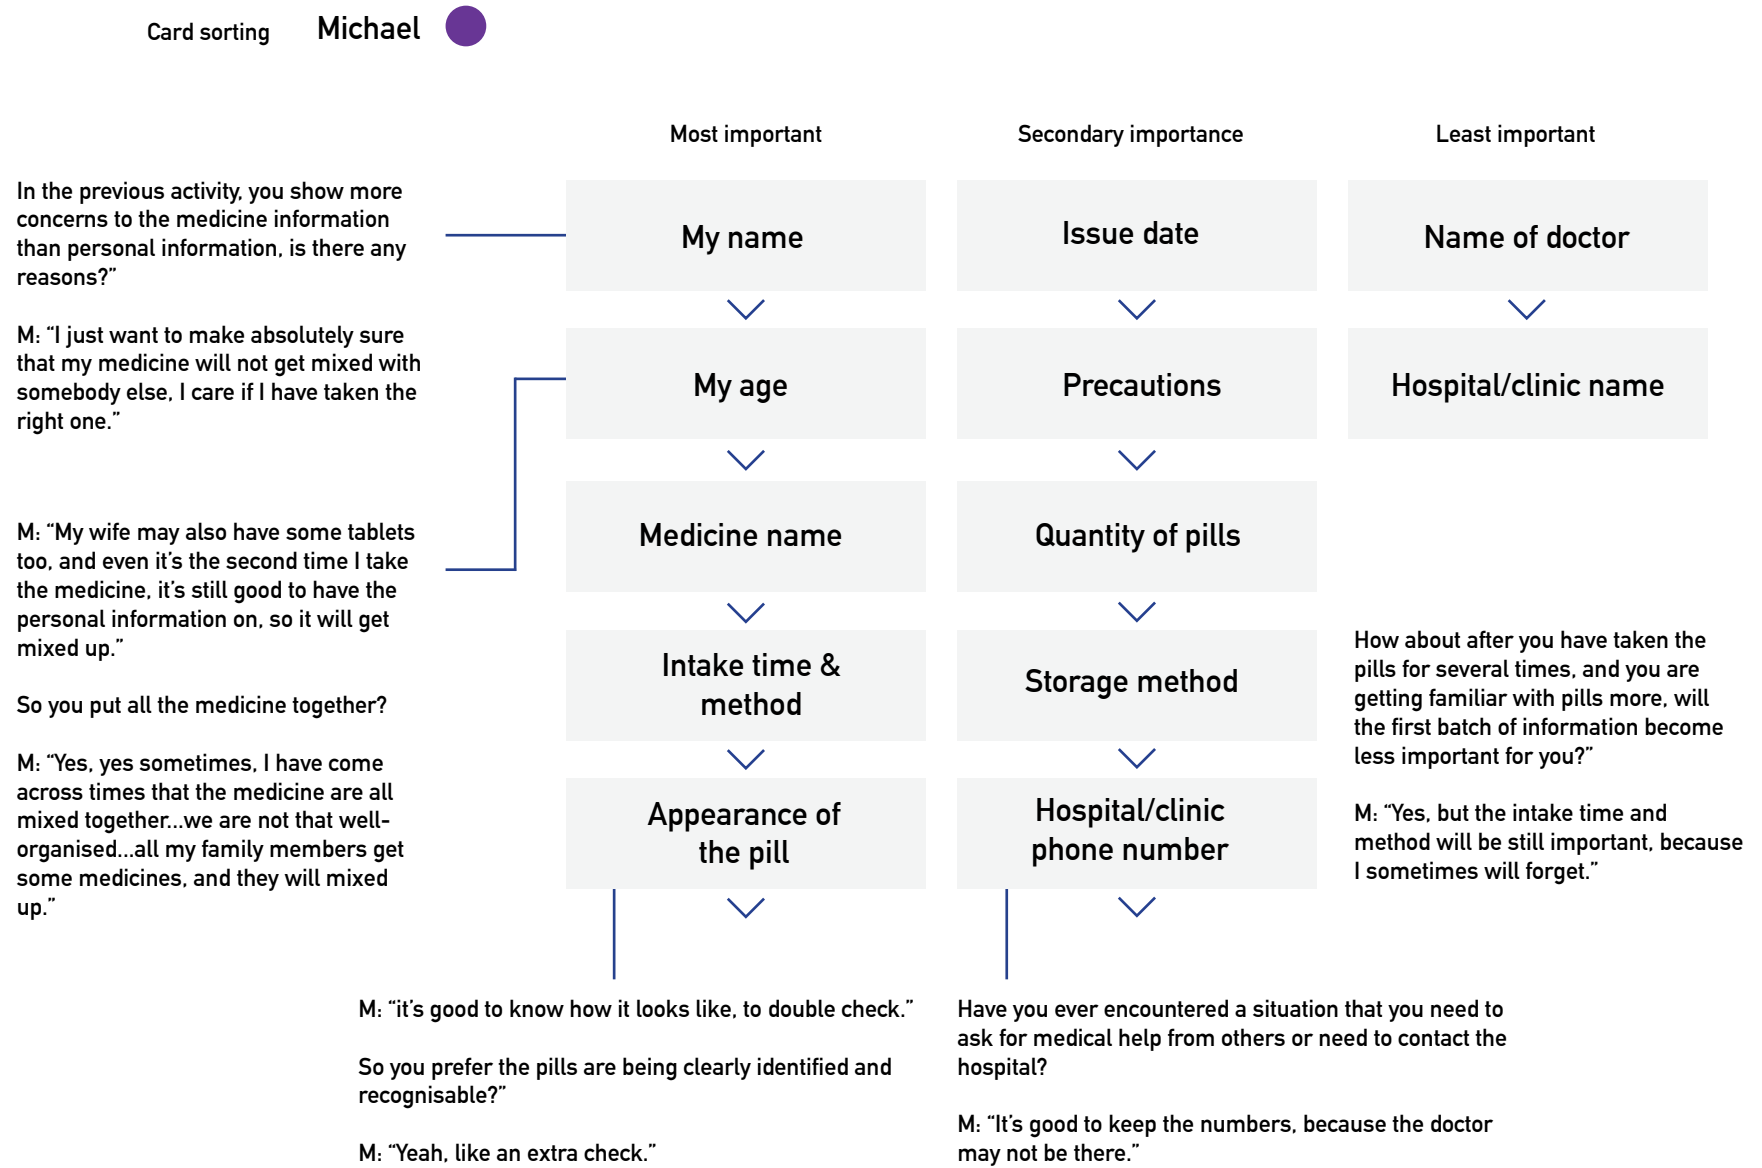 Card sorting
Michael
Most important
Secondary importance
Least important
In the previous activity, you show more
concerns to the medicine information
than personal information, is there any
reasons?”
M: “I just want to make absolutely sure
that my medicine will not get mixed with
somebody else, I care if I have taken the
right one.”
M: “My wife may also have some tablets
too, and even it’s the second time I take
the medicine, it’s still good to have the
personal information on, so it will get
mixed up.”
So you put all the medicine together?
M: “Yes, yes sometimes, I have come
across times that the medicine are all
mixed together...we are not that well-
organised...all my family members get
some medicines, and they will mixed
up.”
My name
My age
Medicine name
Intake time &
method
Appearance of
the pill
M: “it’s good to know how it looks like, to double check.”
So you prefer the pills are being clearly identified and
recognisable?”
M: “Yeah, like an extra check.”
Issue date
Precautions
Quantity of pills
Storage method
Hospital/clinic
phone number
Have you ever encountered a situation that you need to
ask for medical help from others or need to contact the
hospital?
M: “It’s good to keep the numbers, because the doctor
may not be there.”
Name of doctor
Hospital/clinic name
How about after you have taken the
pills for several times, and you are
getting familiar with pills more, will
the first batch of information become
less important for you?”
M: “Yes, but the intake time and
method will be still important, because
I sometimes will forget.”